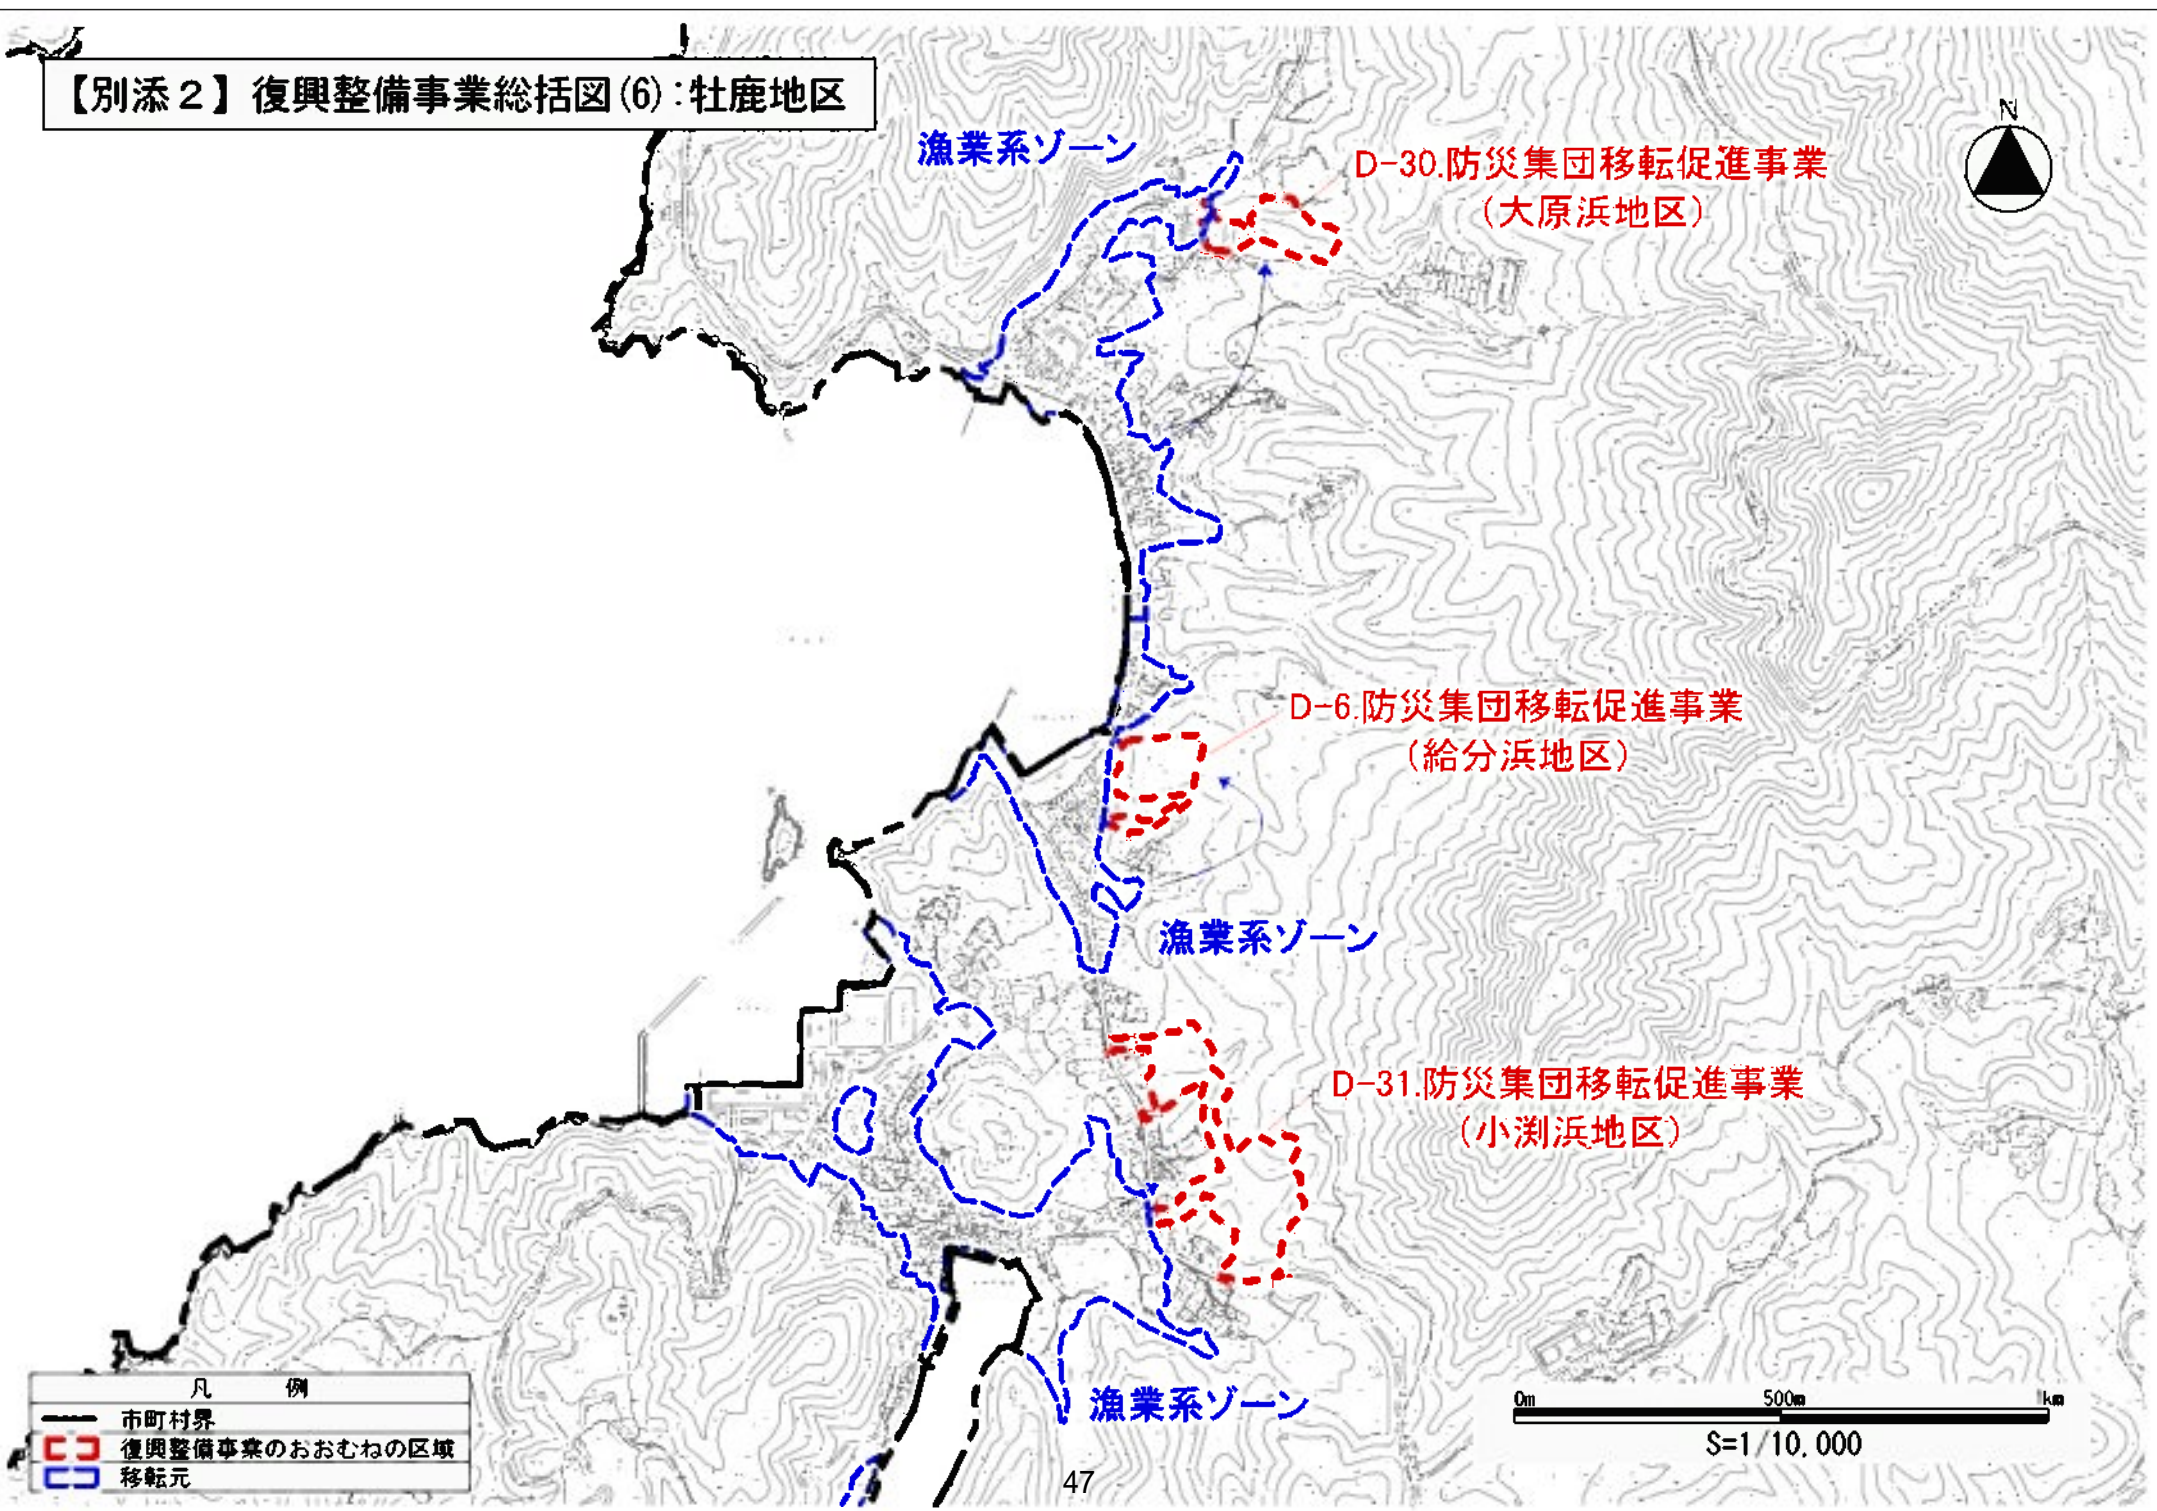 【別添２】復興整備事業総括図(6):牡鹿地区
N
漁業系ゾーン
D-30.防災集団移転促進事業
(大原浜地区)
D-6.防災集団移転促進事業
(給分浜地区)
漁業系ゾーン
D-31.防災集団移転促進事業
(小渕浜地区)
漁業系ゾーン
凡 例
市町村界
復興整備事業のおおむねの区域
移転元
0m 500m 1km
S=1/10,000
47